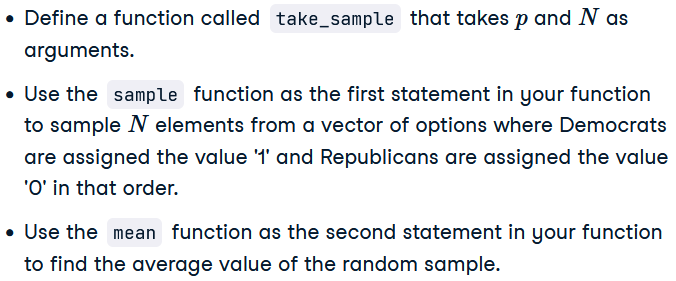 • Define a function called take_sample that takes p and N as
arguments.
• Use the sample function as the first statement in your function
to sample N elements from a vector of options where Democrats
are assigned the value '1' and Republicans are assigned the value
'0' in that order.
• Use the mean function as the second statement in your function
to find the average value of the random sample.